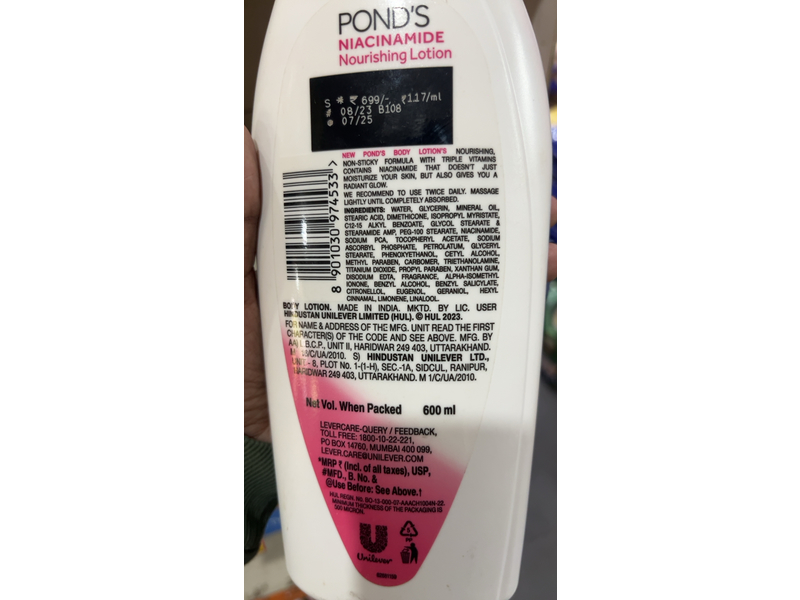 POND'S
NIACINAMIDE
Nourishing Lotion
S * ₹ 699/- ₹1.17/ml
# 08/23 B108
@ 07/25
NEW POND'S BODY LOTION'S NOURISHING,
NON-STICKY FORMULA WITH TRIPLE VITAMINS
CONTAINS NIACINAMIDE THAT DOESN'T JUST
MOISTURIZE YOUR SKIN, BUT ALSO GIVES YOU A
RADIANT GLOW.
WE RECOMMEND TO USE TWICE DAILY. MASSAGE
LIGHTLY UNTIL COMPLETELY ABSORBED.
INGREDIENTS: WATER, GLYCERIN, MINERAL OIL,
STEARIC ACID, DIMETHICONE, ISOPROPYL MYRISTATE,
C12-15 ALKYL BENZOATE, GLYCOL STEARATE &
STEARAMIDE AMP, PEG-100 STEARATE, NIACINAMIDE,
SODIUM PCA, TOCOPHERYL ACETATE, SODIUM
ASCORBYL PHOSPHATE, PETROLATUM, GLYCERYL
STEARATE, PHENOXYETHANOL, CETYL ALCOHOL,
METHYL PARABEN, CARBOMER, TRIETHANOLAMINE,
TITANIUM DIOXIDE, PROPYL PARABEN, XANTHAN GUM,
DISODIUM EDTA, FRAGRANCE, ALPHA-ISOMETHYL
IONONE, BENZYL ALCOHOL, BENZYL SALICYLATE,
CITRONELLOL, EUGENOL, GERANIOL, HEXYL
CINNAMAL, LIMONENE, LINALOOL.
8 901030 974533 >
BODY LOTION. MADE IN INDIA. MKTD. BY LIC. USER
HINDUSTAN UNILEVER LIMITED (HUL). © HUL 2023.
FOR NAME & ADDRESS OF THE MFG. UNIT READ THE FIRST
CHARACTER(S) OF THE CODE AND SEE ABOVE. MFG. BY
B.C.P., UNIT II, HARIDWAR 249 403, UTTARAKHAND.
S) HINDUSTAN UNILEVER LTD.,
UNIT - 8, PLOT No. 1-(1-H), SEC.-1A, SIDCUL, RANIPUR,
HARIDWAR 249 403, UTTARAKHAND. M 1/C/UA/2010.
Net Vol. When Packed 600 ml
LEVERCARE-QUERY / FEEDBACK,
TOLL FREE: 1800-10-22-221,
PO BOX 14760, MUMBAI 400 099,
LEVER.CARE@UNILEVER.COM
*MRP ₹ (incl. of all taxes), USP,
#MFD., B. No. &
@Use Before: See Above.↑
MINIMUM THICKNESS OF THE PACKAGING IS
500 MICRON.
Unilever
PP